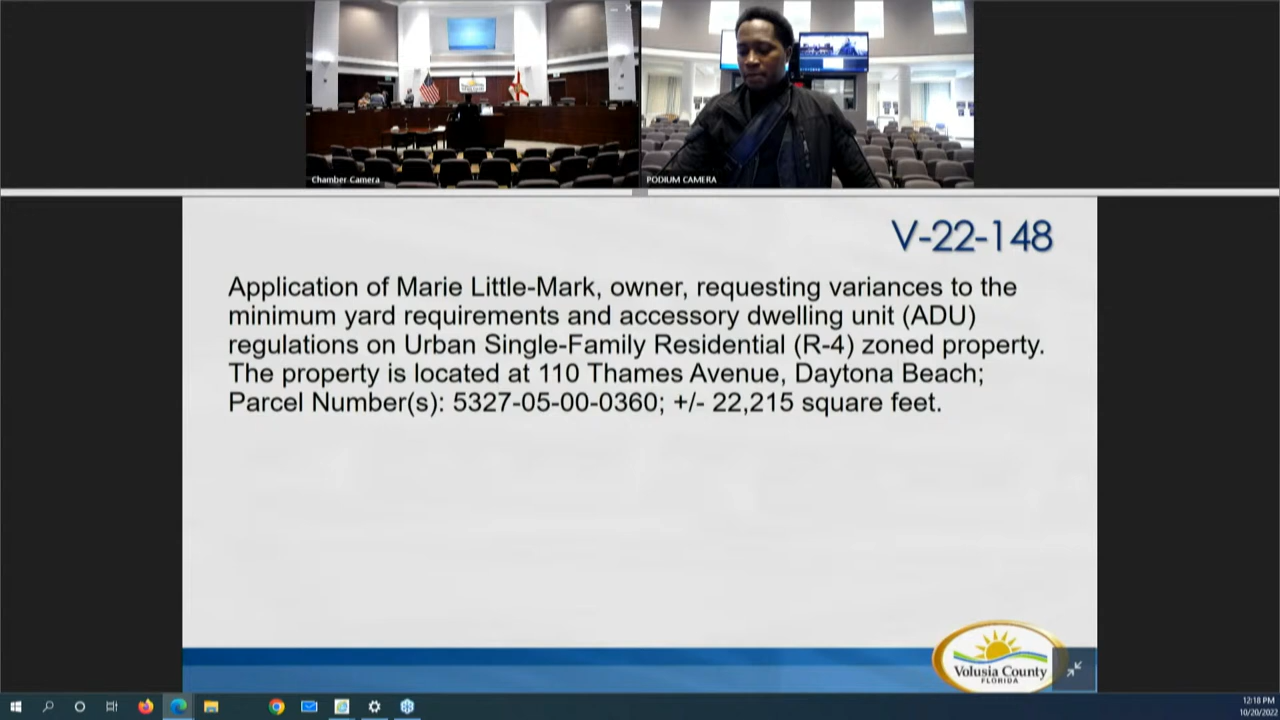 Chamber Camera
PODIUM CAMERA
V-22-148
Application of Marie Little-Mark, owner, requesting variances to the
minimum yard requirements and accessory dwelling unit (ADU)
regulations on Urban Single-Family Residential (R-4) zoned property.
The property is located at 110 Thames Avenue, Daytona Beach;
Parcel Number(s): 5327-05-00-0360; +/- 22,215 square feet.
Volusia County
FLORIDA
12:18 PM
10/20/2022